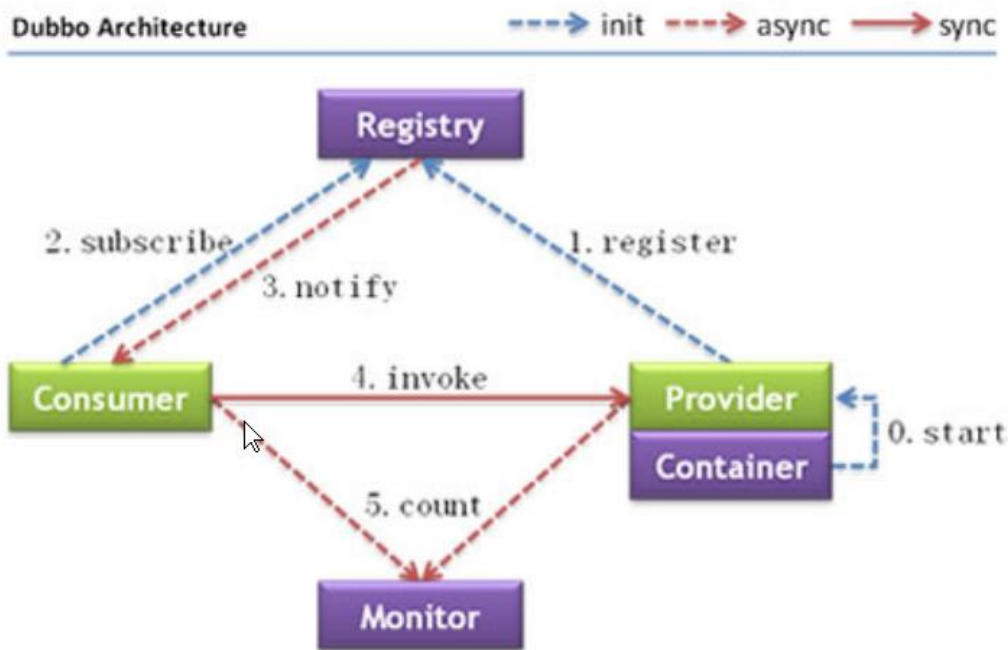 Dubbo Architecture
init
async
sync
Registry
2. subscribe
1. register
3. notify
4. invoke
Consumer
Provider
0. start
Container
5. count
Monitor